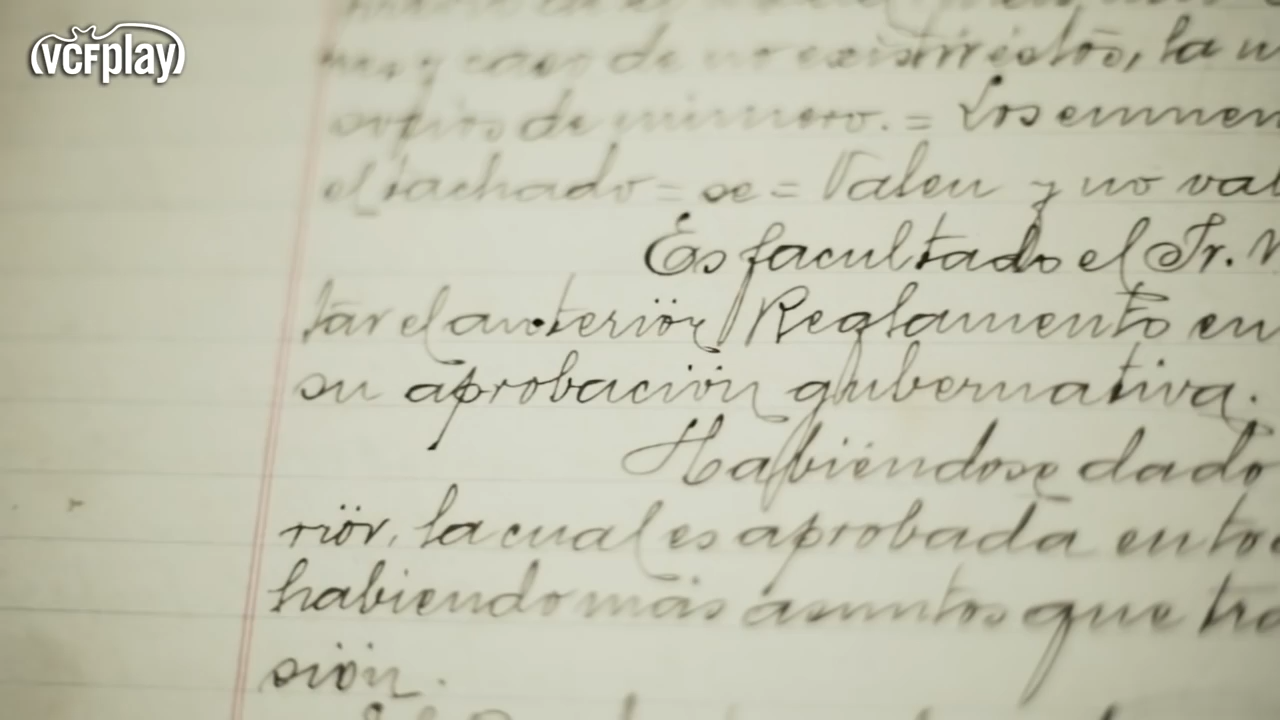 vcfplay
nes y caso de no existir éstos, la
socios de número. = Los enmen
el tachado = se = Valen y no val
Es facultado el Sr.
tar el anterior Reglamento en
su aprobación gubernativa.
Habiéndose dado
rior, la cual es aprobada en to
habiendo más asuntos que tra
sión.